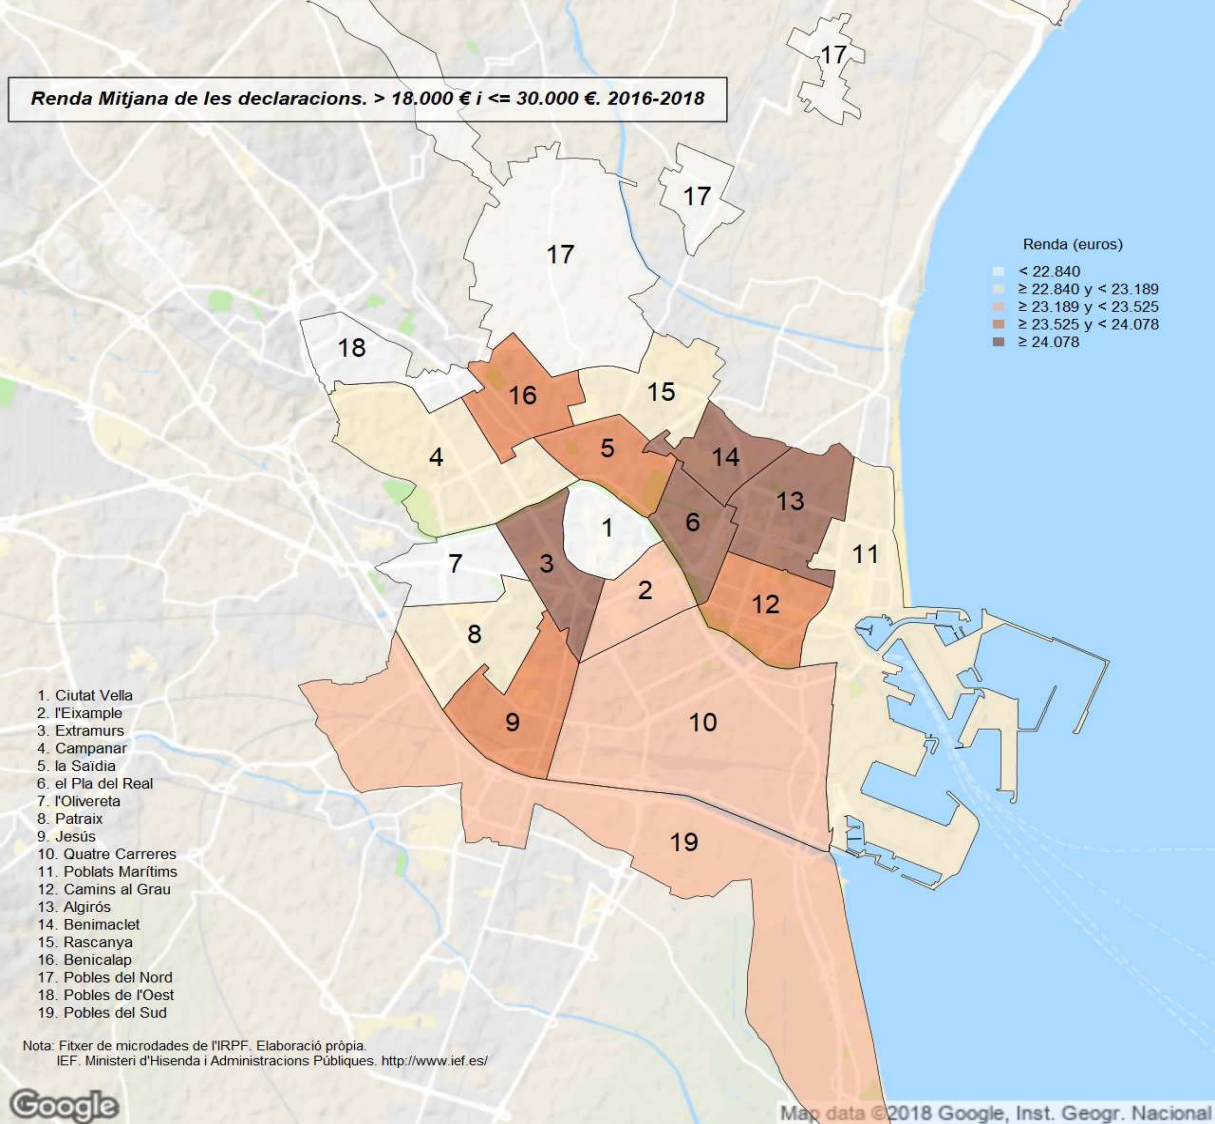 Renda Mitjana de les declaracions. > 18.000 € i <= 30.000 €. 2016-2018
17
17
17
Renda (euros)
< 22.840
≥ 22.840 y < 23.189
≥ 23.189 y < 23.525
≥ 23.525 y < 24.078
≥ 24.078
18
16
15
4
5
14
13
6
1
11
7
3
2
12
8
9
10
19
1. Ciutat Vella
2. l'Eixample
3. Extramurs
4. Campanar
5. la Saïdia
6. el Pla del Real
7. l'Olivereta
8. Patraix
9. Jesús
10. Quatre Carreres
11. Poblats Marítims
12. Camins al Grau
13. Algirós
14. Benimaclet
15. Rascanya
16. Benicalap
17. Pobles del Nord
18. Pobles de l'Oest
19. Pobles del Sud
Nota: Fitxer de microdades de l'IRPF. Elaboració pròpia.
IEF. Ministeri d'Hisenda i Administracions Públiques. http://www.ief.es/
Google
Map data ©2018 Google, Inst. Geogr. Nacional